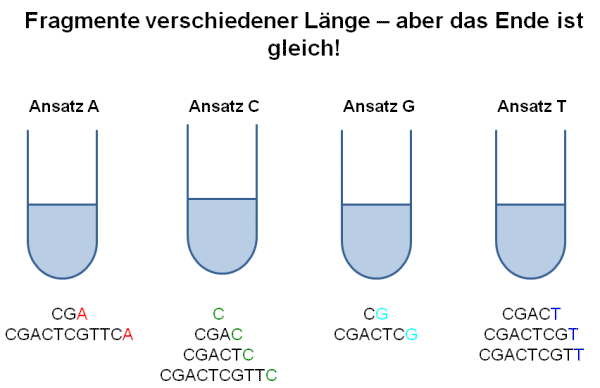 Fragmente verschiedener Länge – aber das Ende ist
gleich!
Ansatz A
Ansatz C
Ansatz G
Ansatz T
CGA
CGACTCGTTCA
C
CGAC
CGACTC
CGACTCGTTC
CG
CGACTCG
CGACT
CGACTCGT
CGACTCGTT